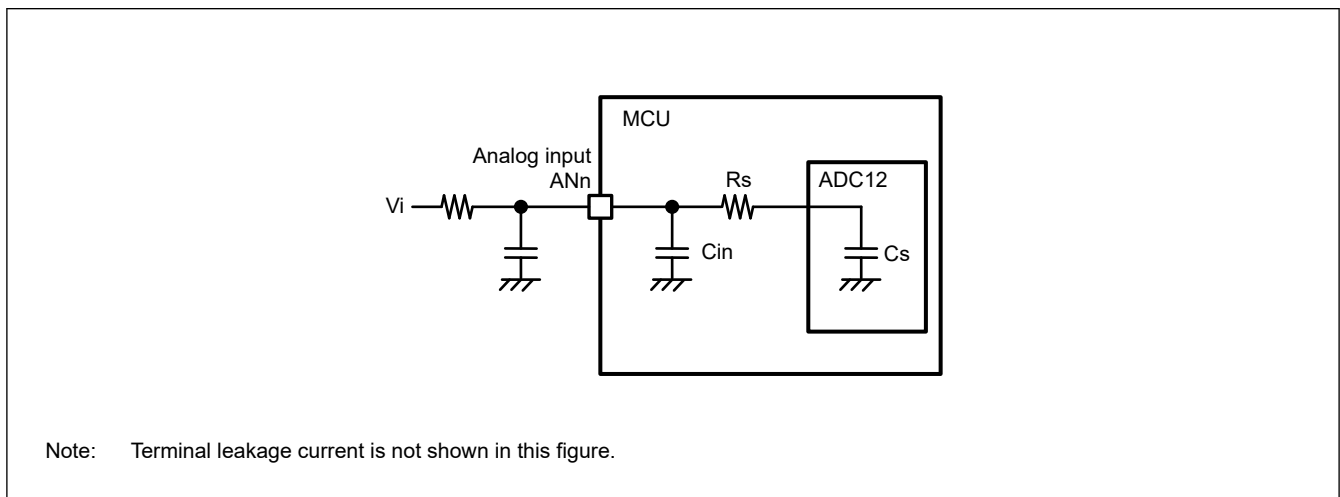 MCU
Analog input
ANn
Rs
ADC12
Vi
Cin
Cs
Note: Terminal leakage current is not shown in this figure.